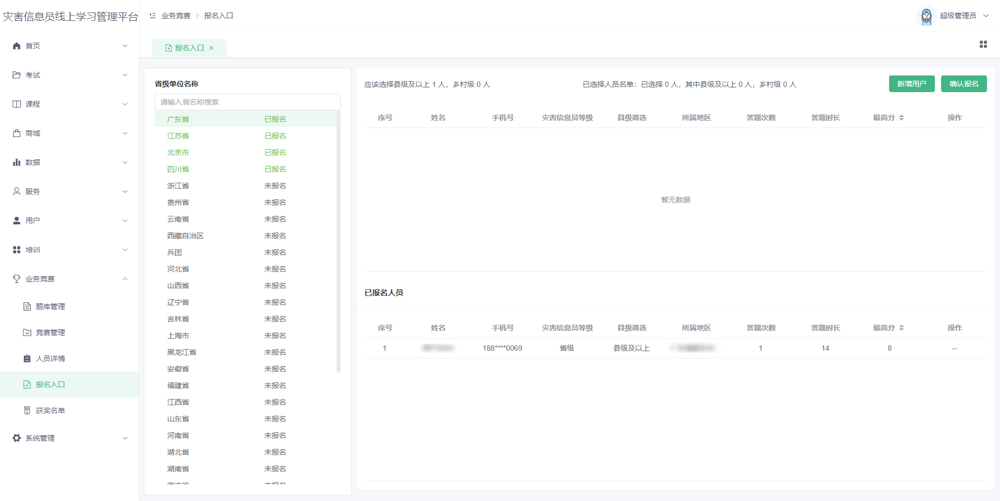 灾害信息员线上学习管理平台
业务竞赛 > 报名入口
超级管理员
报名入口 ×
首页
考试
课程
商城
数据
服务
用户
培训
业务竞赛
题库管理
竞赛管理
人员详情
报名入口
获奖名单
系统管理
省级单位名称
请输入省名称搜索
广东省 已报名
江苏省 已报名
北京市 已报名
四川省 已报名
浙江省 未报名
贵州省 未报名
云南省 未报名
西藏自治区 未报名
兵团 未报名
河北省 未报名
山西省 未报名
辽宁省 未报名
吉林省 未报名
上海市 未报名
黑龙江省 未报名
安徽省 未报名
福建省 未报名
江西省 未报名
山东省 未报名
河南省 未报名
湖北省 未报名
湖南省 未报名
海南省 未报名
应该选择县级及以上 1 人，乡村级 0 人
已选择人员名单：已选择 0 人，其中县级及以上 0 人，乡村级 0 人
新增用户
确认报名
序号 姓名 手机号 灾害信息员等级 县级筛选 所属地区 答题次数 答题时长 最高分 操作
暂无数据
已报名人员
序号 姓名 手机号 灾害信息员等级 县级筛选 所属地区 答题次数 答题时长 最高分 操作
1 188****0069 省级 县级及以上 1 14 8 --